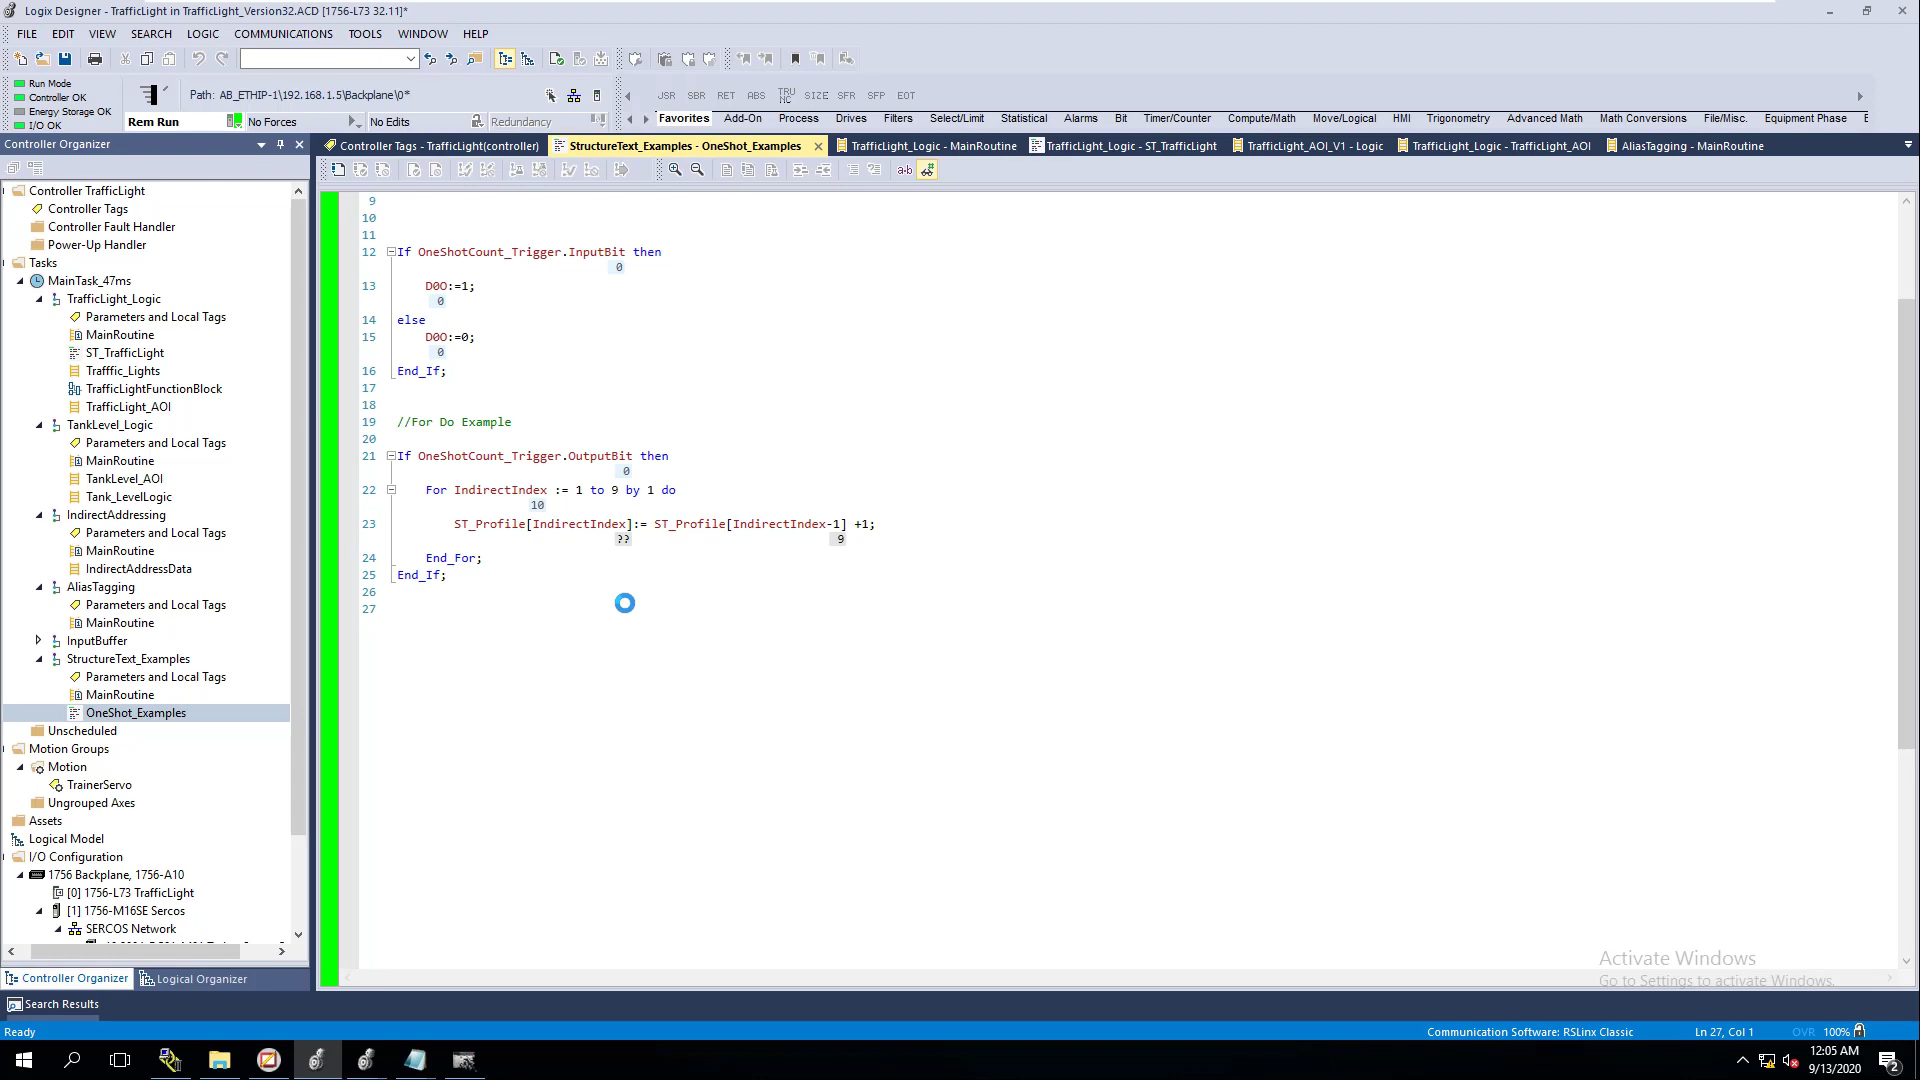 Logix Designer - TrafficLight in TrafficLight_Version32.ACD [1756-L73 32.11]*
FILE EDIT VIEW SEARCH LOGIC COMMUNICATIONS TOOLS WINDOW HELP
Run Mode
Controller OK
Energy Storage OK
I/O OK
Path: AB_ETHIP-1\192.168.1.5\Backplane\0*
Rem Run
No Forces
No Edits
Redundancy
JSR SBR RET ABS TRUNC SIZE SFR SFP EOT
Favorites Add-On Process Drives Filters Select/Limit Statistical Alarms Bit Timer/Counter Compute/Math Move/Logical HMI Trigonometry Advanced Math Math Conversions File/Misc. Equipment Phase E
Controller Organizer
Controller Tags - TrafficLight(controller)
StructureText_Examples - OneShot_Examples
TrafficLight_Logic - MainRoutine
TrafficLight_Logic - ST_TrafficLight
TrafficLight_AOI_V1 - Logic
TrafficLight_Logic - TrafficLight_AOI
AliasTagging - MainRoutine
Controller TrafficLight
Controller Tags
Controller Fault Handler
Power-Up Handler
Tasks
MainTask_47ms
TrafficLight_Logic
Parameters and Local Tags
MainRoutine
ST_TrafficLight
Trafffic_Lights
TrafficLightFunctionBlock
TrafficLight_AOI
TankLevel_Logic
Parameters and Local Tags
MainRoutine
TankLevel_AOI
Tank_LevelLogic
IndirectAddressing
Parameters and Local Tags
MainRoutine
IndirectAddressData
AliasTagging
Parameters and Local Tags
MainRoutine
InputBuffer
StructureText_Examples
Parameters and Local Tags
MainRoutine
OneShot_Examples
Unscheduled
Motion Groups
Motion
TrainerServo
Ungrouped Axes
Assets
Logical Model
I/O Configuration
1756 Backplane, 1756-A10
[0] 1756-L73 TrafficLight
[1] 1756-M16SE Sercos
SERCOS Network
Controller Organizer
Logical Organizer
a+b
9
10
11
12 If OneShotCount_Trigger.InputBit then
0
13 D0O:=1;
0
14 else
15 D0O:=0;
0
16 End_If;
17
18
19 //For Do Example
20
21 If OneShotCount_Trigger.OutputBit then
0
22 For IndirectIndex := 1 to 9 by 1 do
10
23 ST_Profile[IndirectIndex]:= ST_Profile[IndirectIndex-1] +1;
?? 9
24 End_For;
25 End_If;
26
27
Activate Windows
Go to Settings to activate Windows.
Search Results
Ready
Communication Software: RSLinx Classic
Ln 27, Col 1
OVR
100%
12:05 AM
9/13/2020
2